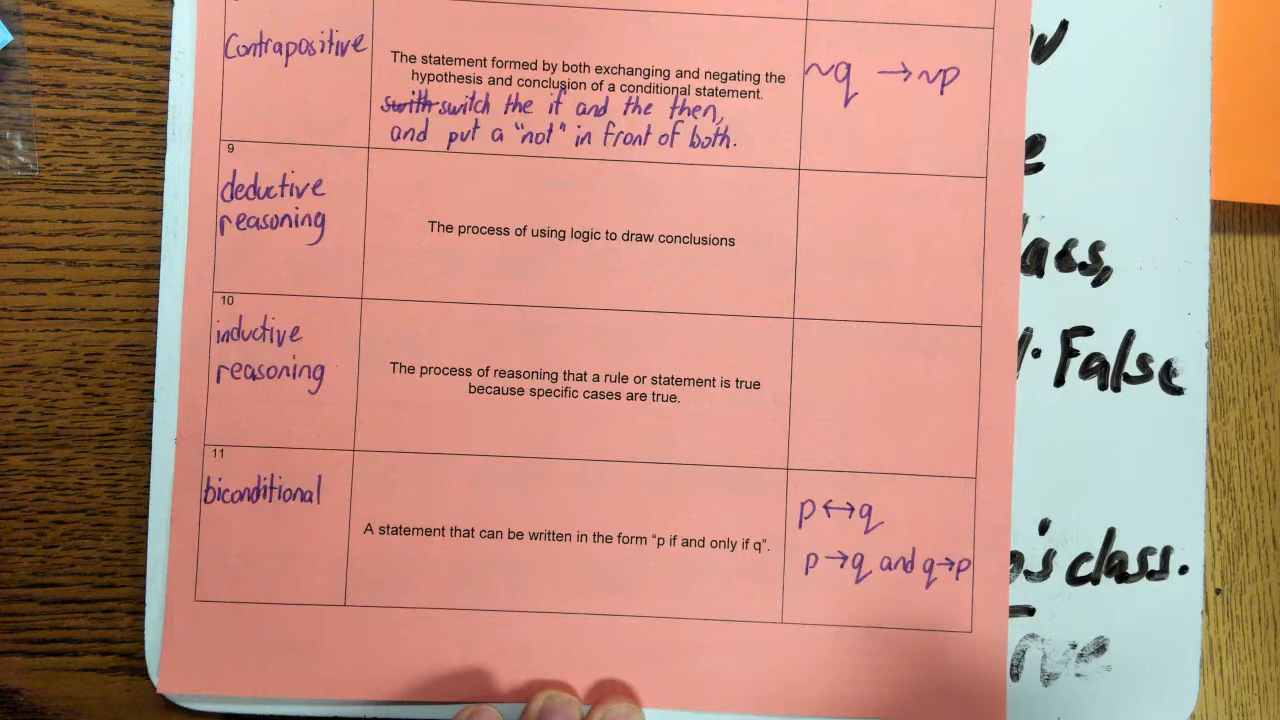 Contrapositive
The statement formed by both exchanging and negating the
hypothesis and conclusion of a conditional statement.
swith switch the if and the then,
and put a "not" in front of both.
~q → ~p
9
deductive
reasoning
The process of using logic to draw conclusions
10
inductive
reasoning
The process of reasoning that a rule or statement is true
because specific cases are true.
11
biconditional
A statement that can be written in the form “p if and only if q”.
p ↔ q
p → q and q → p
False
's class.